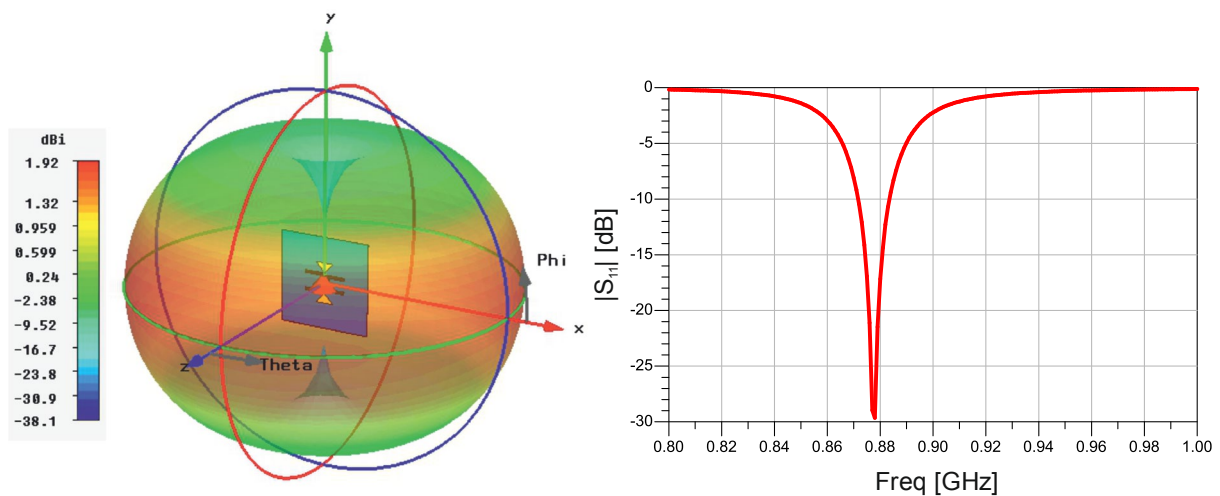 y
dBi
1.92
1.32
0.959
0.599
0.24
-2.38
-9.52
-16.7
-23.8
-30.9
-38.1
Phi
x
z
Theta
|S₁₁| [dB]
0
-5
-10
-15
-20
-25
-30
0.80 0.82 0.84 0.86 0.88 0.90 0.92 0.94 0.96 0.98 1.00
Freq [GHz]